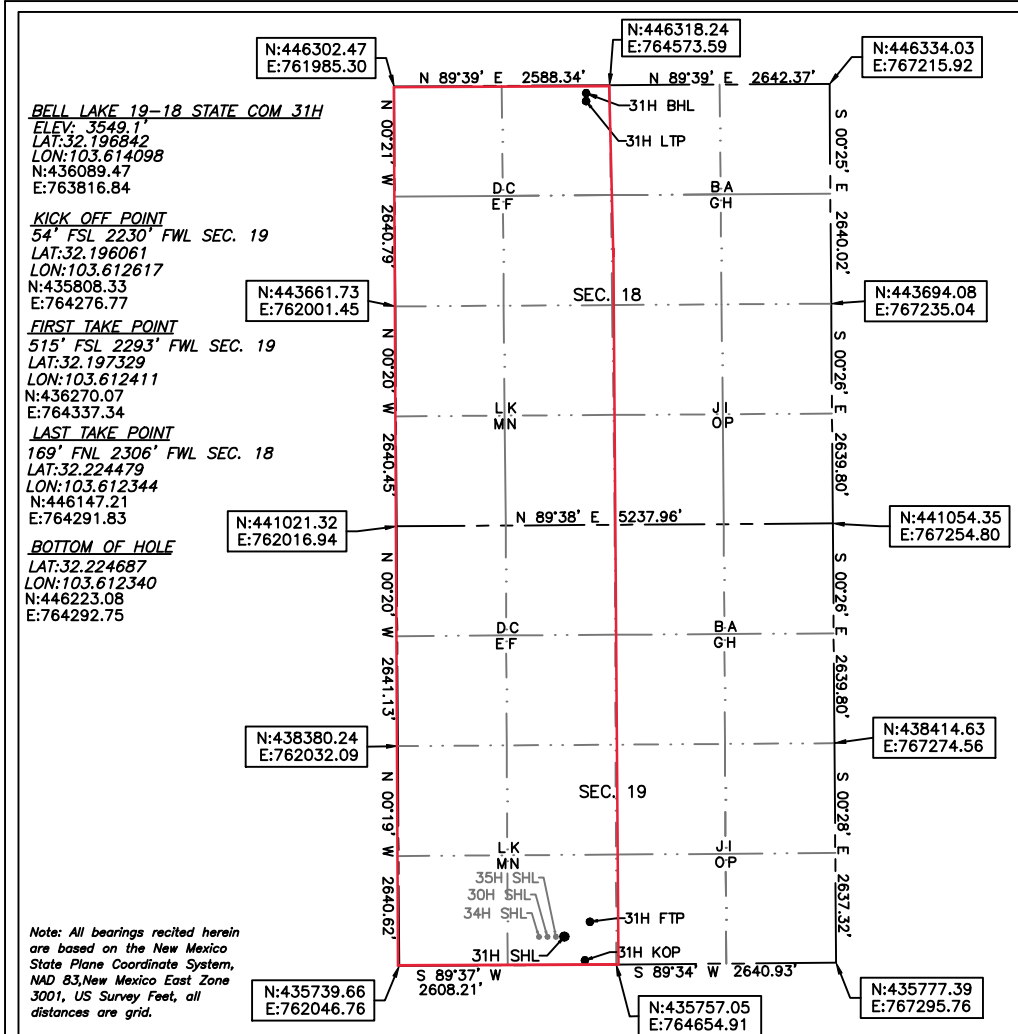 N:446302.47
E:761985.30
N:446318.24
E:764573.59
N:446334.03
E:767215.92
N 89°39' E 2588.34'
N 89°39' E 2642.37'
BELL LAKE 19-18 STATE COM 31H
ELEV: 3549.1'
LAT:32.196842
LON:103.614098
N:436089.47
E:763816.84
KICK OFF POINT
54' FSL 2230' FWL SEC. 19
LAT:32.196061
LON:103.612617
N:435808.33
E:764276.77
FIRST TAKE POINT
515' FSL 2293' FWL SEC. 19
LAT:32.197329
LON:103.612411
N:436270.07
E:764337.34
LAST TAKE POINT
169' FNL 2306' FWL SEC. 18
LAT:32.224479
LON:103.612344
N:446147.21
E:764291.83
BOTTOM OF HOLE
LAT:32.224687
LON:103.612340
N:446223.08
E:764292.75
31H BHL
31H LTP
N 00°21' W 2640.79'
S 00°25' E 2640.02'
D C
E F
B A
G H
N:443661.73
E:762001.45
SEC. 18
N:443694.08
E:767235.04
N 00°20' W 2640.45'
S 00°26' E 2639.80'
L K
M N
J I
O P
N:441021.32
E:762016.94
N 89°38' E 5237.96'
N:441054.35
E:767254.80
N 00°20' W 2641.13'
S 00°26' E 2639.80'
D C
E F
B A
G H
N:438380.24
E:762032.09
N:438414.63
E:767274.56
SEC. 19
N 00°19' W 2640.62'
S 00°28' E 2637.32'
L K
M N
J I
O P
35H SHL
30H SHL
34H SHL
31H FTP
31H SHL
31H KOP
S 89°37' W
2608.21'
S 89°34' W 2640.93'
N:435739.66
E:762046.76
N:435757.05
E:764654.91
N:435777.39
E:767295.76
Note: All bearings recited herein
are based on the New Mexico
State Plane Coordinate System,
NAD 83,New Mexico East Zone
3001, US Survey Feet, all
distances are grid.